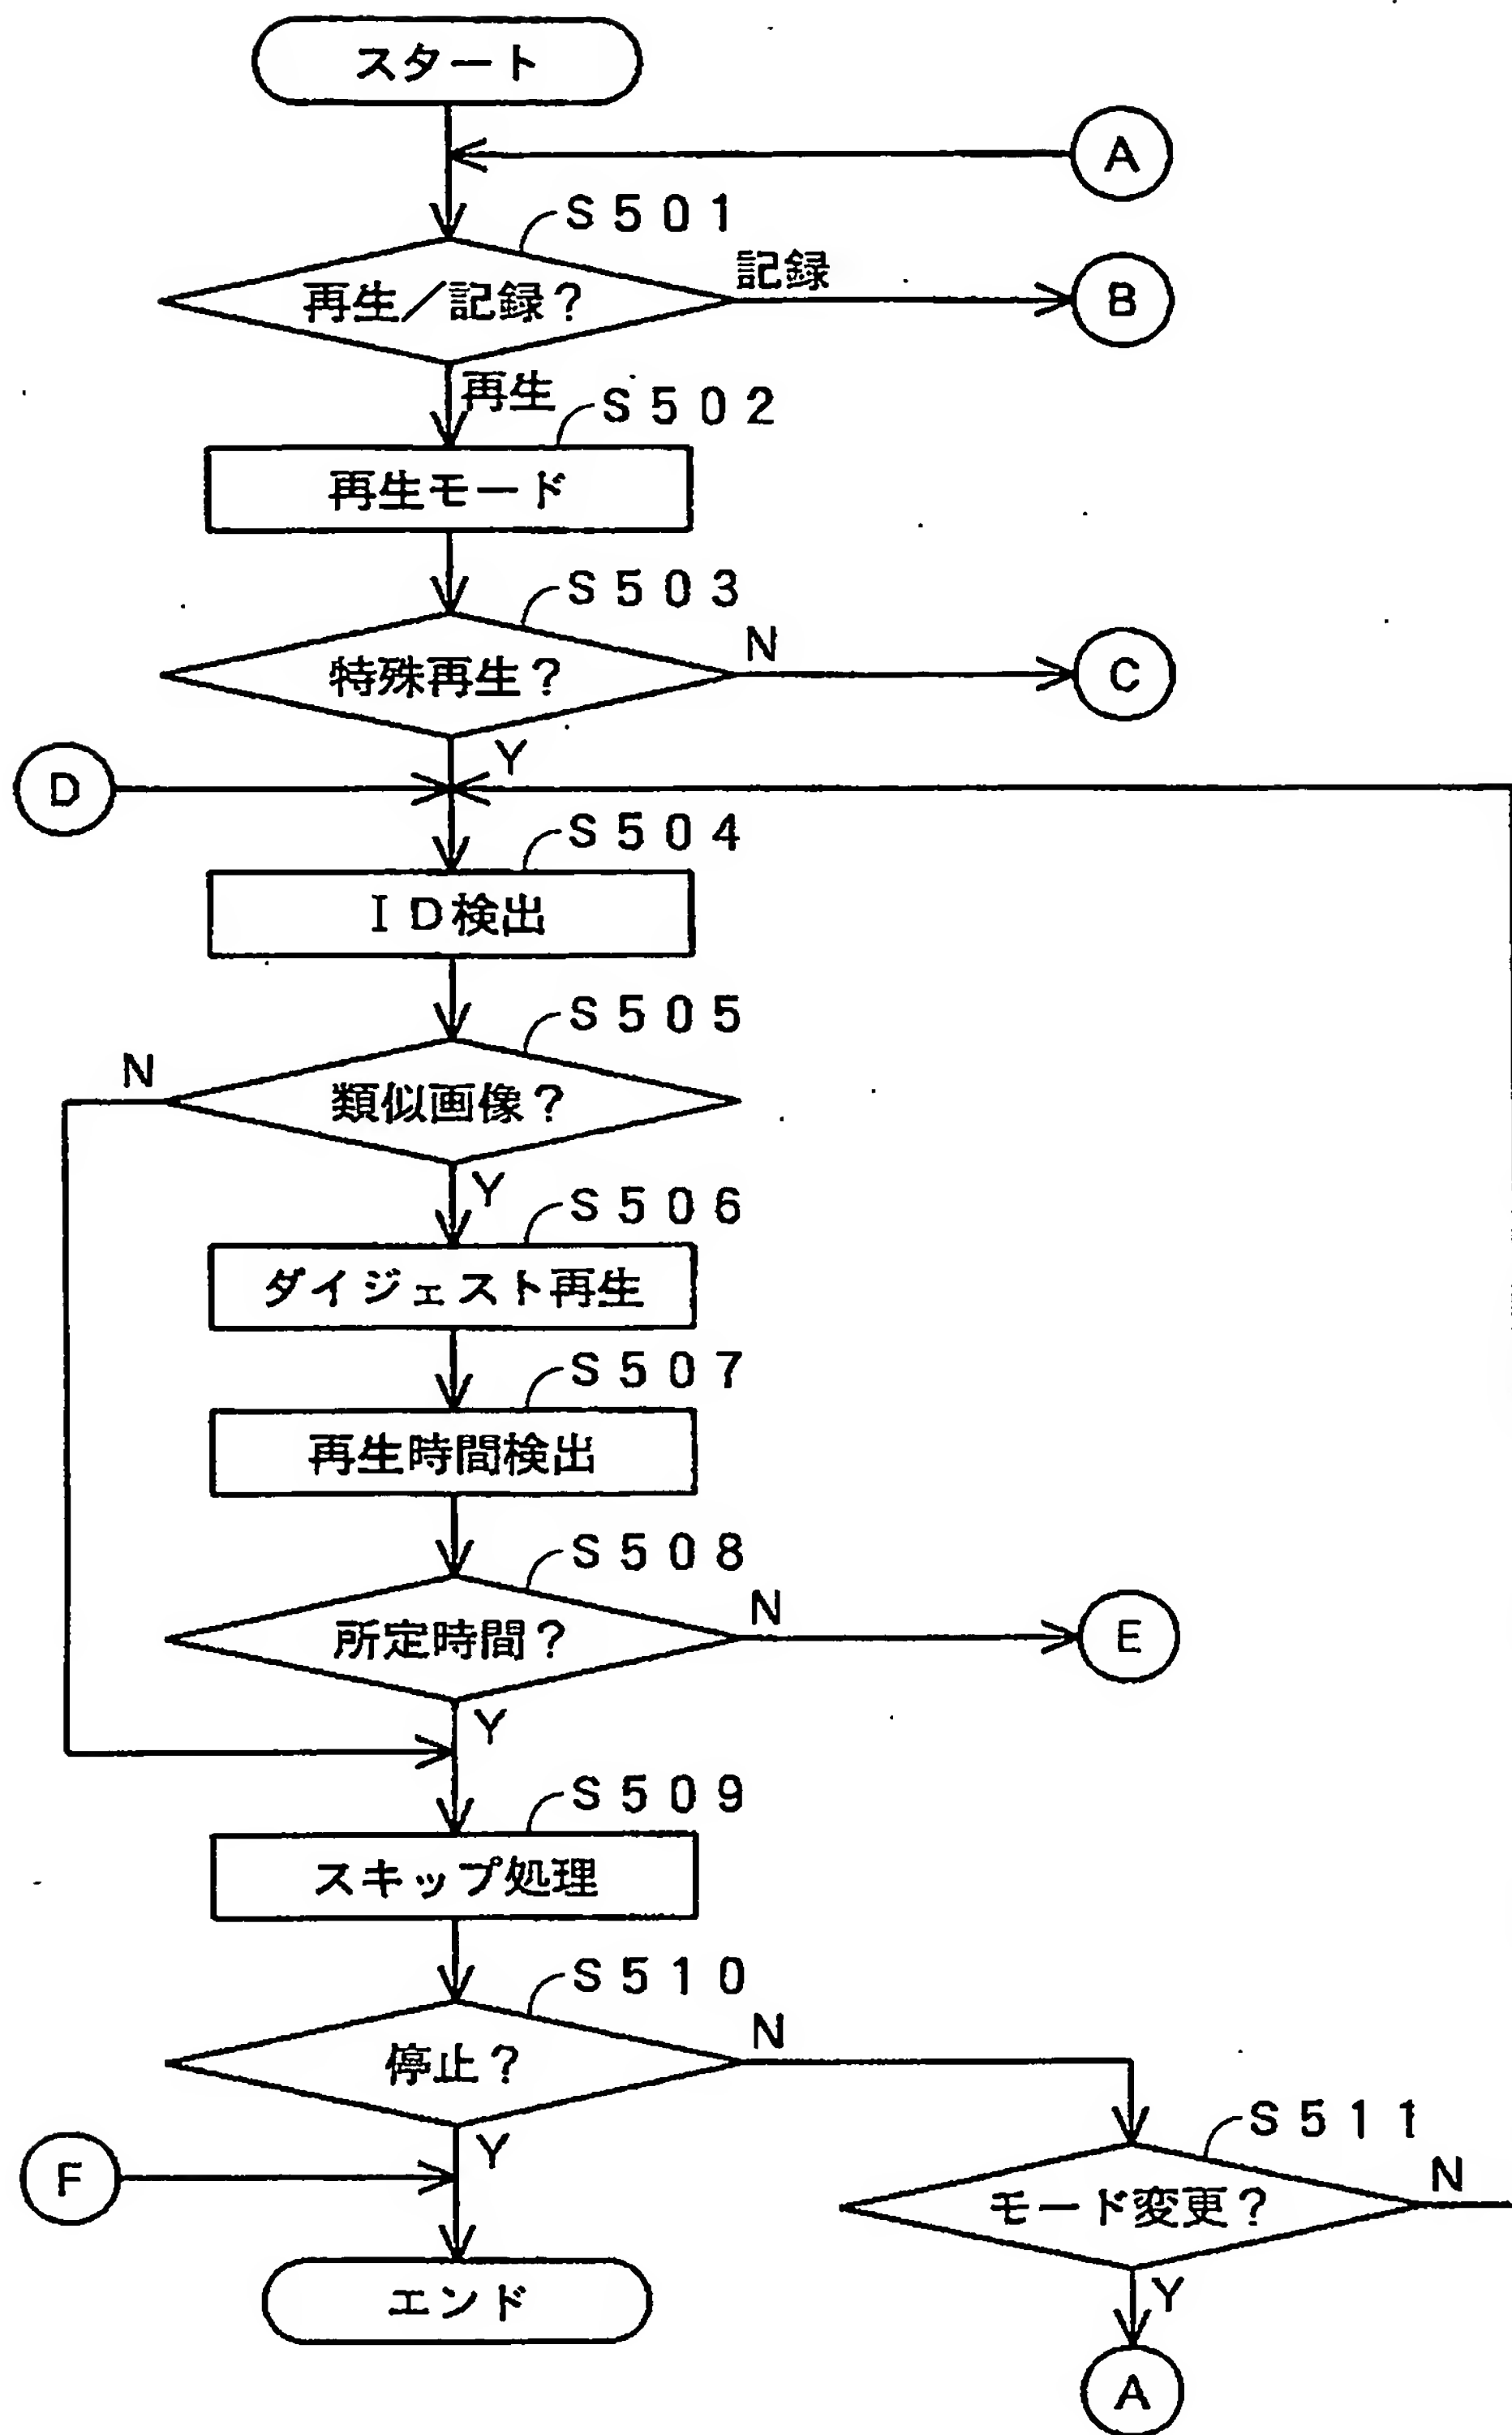 スタート
A
S501
再生/記録?
記録
B
再生
S502
再生モード
S503
特殊再生?
N
C
Y
D
S504
ID検出
S505
N
類似画像?
Y
S506
ダイジェスト再生
S507
再生時間検出
S508
所定時間?
N
E
Y
S509
スキップ処理
S510
停止?
N
S511
Y
F
モード変更?
N
エンド
Y
A